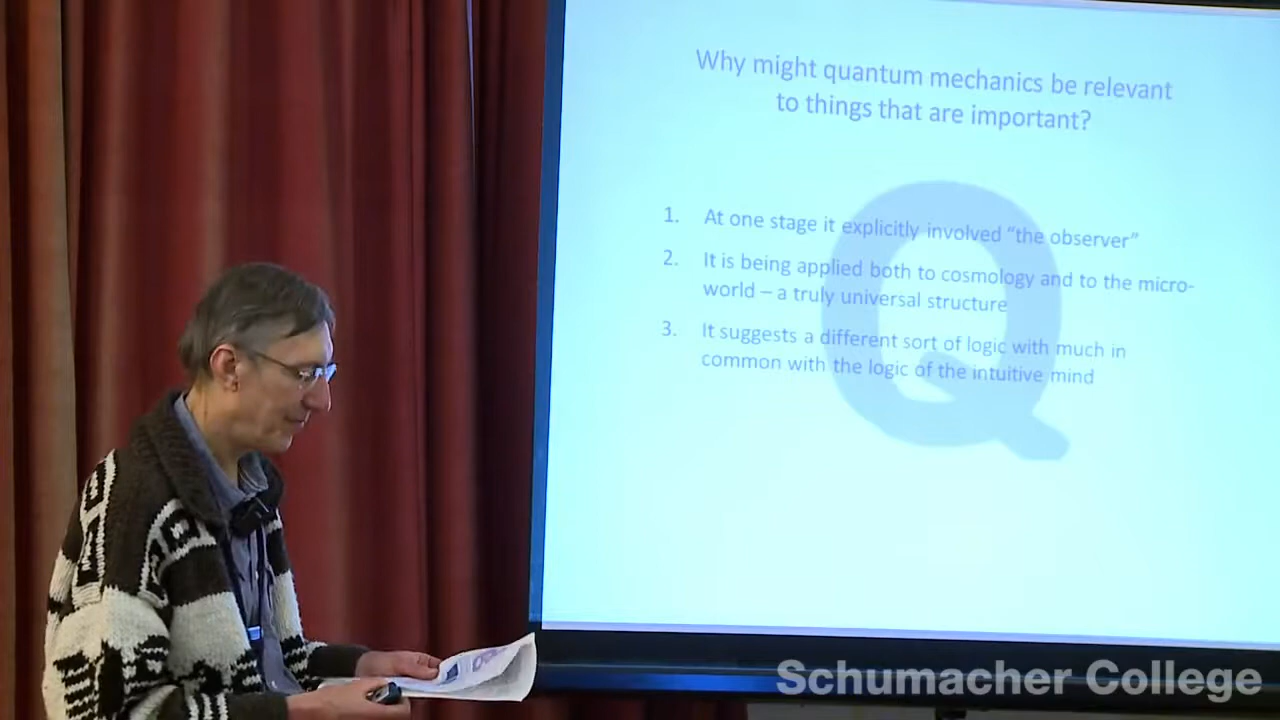 Why might quantum mechanics be relevant
to things that are important?
1. At one stage it explicitly involved “the observer”
2. It is being applied both to cosmology and to the micro-
world – a truly universal structure
3. It suggests a different sort of logic with much in
common with the logic of the intuitive mind
Q
Schumacher College